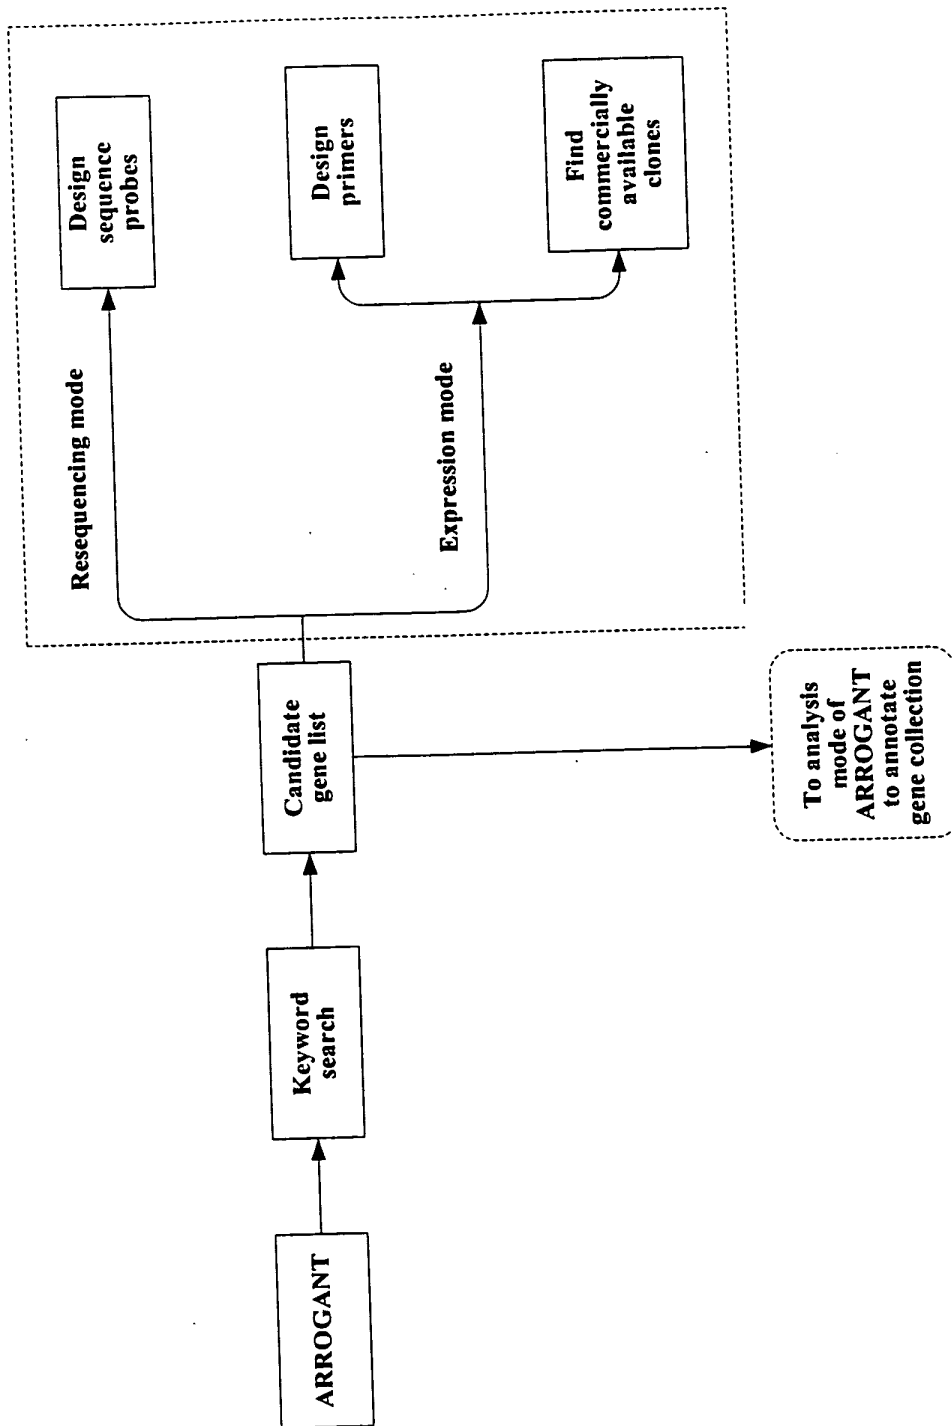 ARROGANT
Keyword
search
Candidate
gene list
Resequencing mode
Design
sequence
probes
Expression mode
Design
primers
Find
commercially
available
clones
To analysis
mode of
ARROGANT
to annotate
gene collection